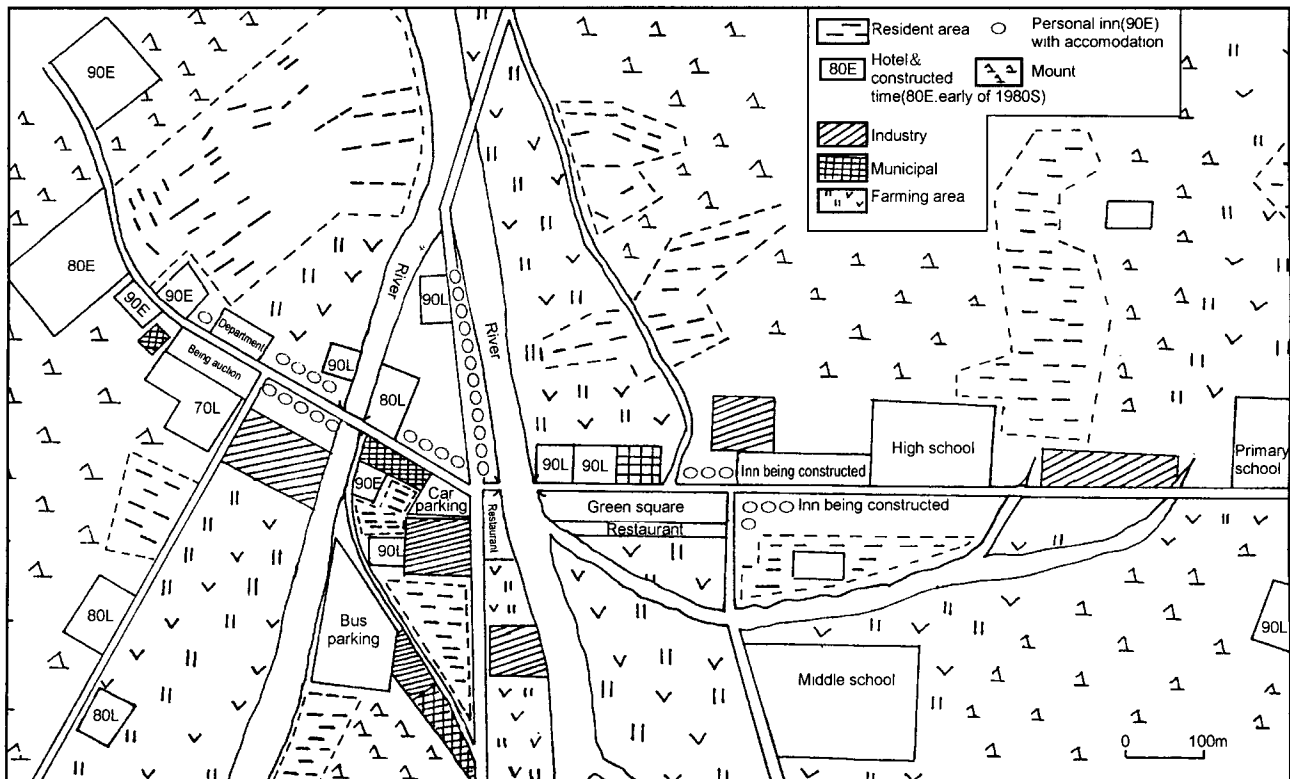 Resident area
Personal inn(90E)
with accomodation
80E
Hotel&
constructed
time(80E.early of 1980S)
Mount
Industry
Municipal
Farming area
90E
80E
90E
90E
Department
Being auction
70L
River
90L
River
90L
80L
90E
Car
parking
Restaurant
90L
90L
90L
Inn being constructed
High school
Primary
school
Green square
Restaurant
Inn being constructed
80L
80L
Bus
parking
Middle school
90L
0 100m